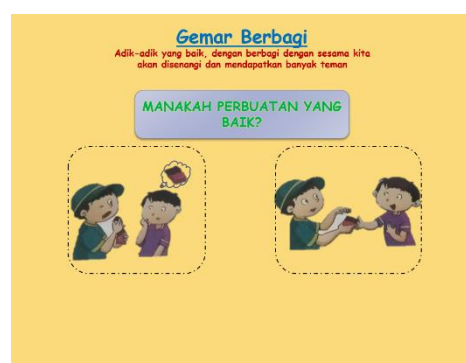 Gemar Berbagi
Adik-adik yang baik, dengan berbagi dengan sesama kita
akan disenangi dan mendapatkan banyak teman
MANAKAH PERBUATAN YANG
BAIK?